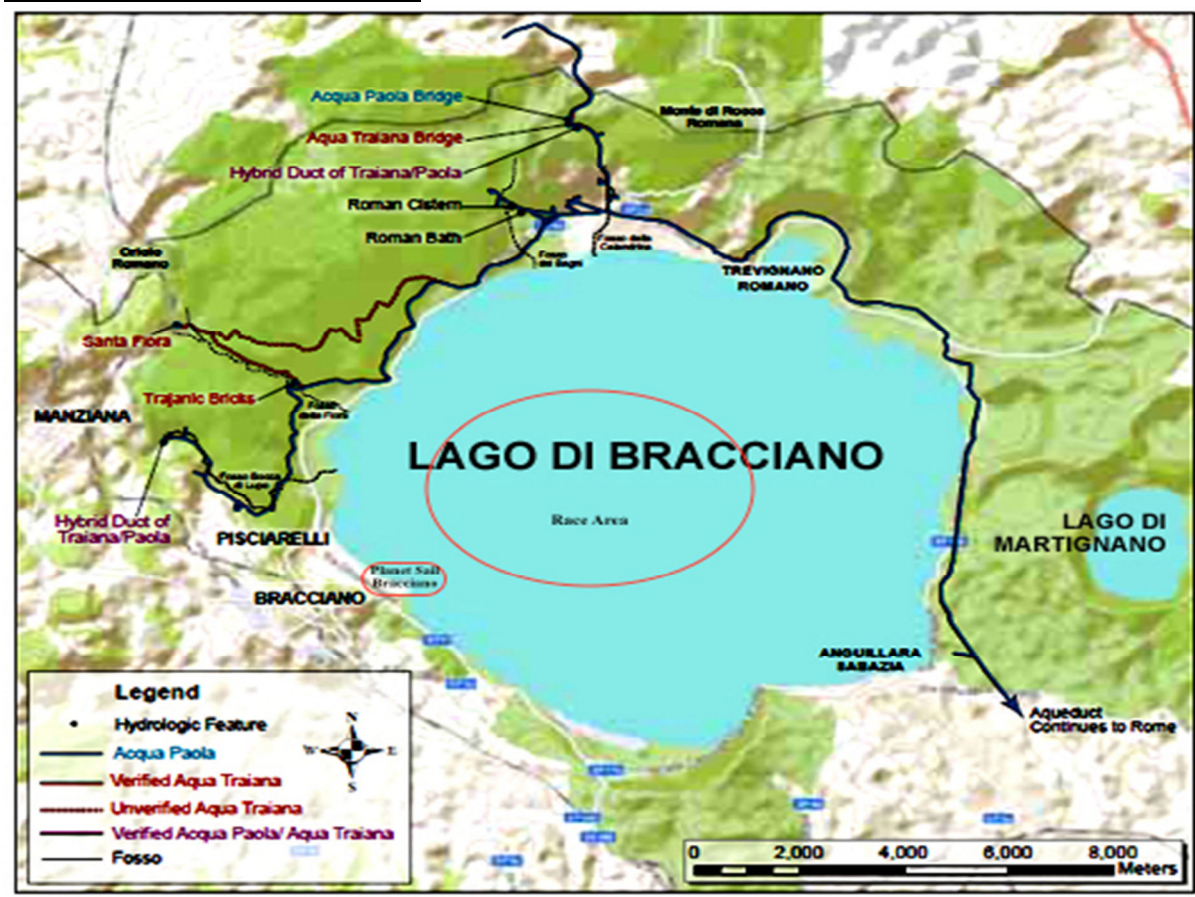 Acqua Paola Bridge
Monte di Rocca
Romana
Aqua Traiana Bridge
Hybrid Duct of Traiana/Paola
Roman Cistern
Roman Bath
Oriolo
Romano
TREVIGNANO
ROMANO
Santa Fiora
Trajanic Bricks
MANZIANA
LAGO DI BRACCIANO
Race Area
Hybrid Duct of
Traiana/Paola
PISCIARELLI
LAGO DI
MARTIGNANO
Planet Sail
Bracciano
BRACCIANO
ANGUILLARA
SABAZIA
Aqueduct
Continues to Rome
Legend
Hydrologic Feature
Acqua Paola
Verified Aqua Traiana
Unverified Aqua Traiana
Verified Acqua Paola/ Aqua Traiana
Fosso
N
W E
S
0 2,000 4,000 6,000 8,000
Meters